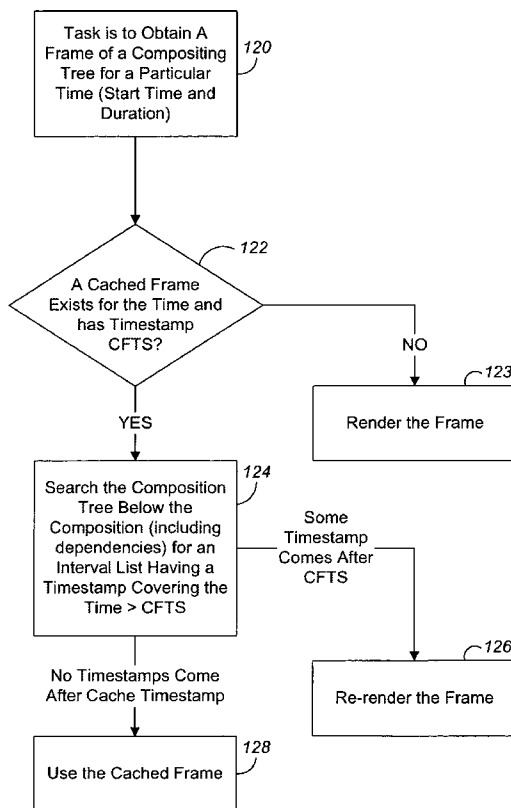 Task is to Obtain A
Frame of a Compositing
Tree for a Particular
Time (Start Time and
Duration)
120
122
A Cached Frame
Exists for the Time and
has Timestamp
CFTS?
NO
123
Render the Frame
YES
124
Search the Composition
Tree Below the
Composition (including
dependencies) for an
Interval List Having a
Timestamp Covering the
Time > CFTS
Some
Timestamp
Comes After
CFTS
126
Re-render the Frame
No Timestamps Come
After Cache Timestamp
128
Use the Cached Frame